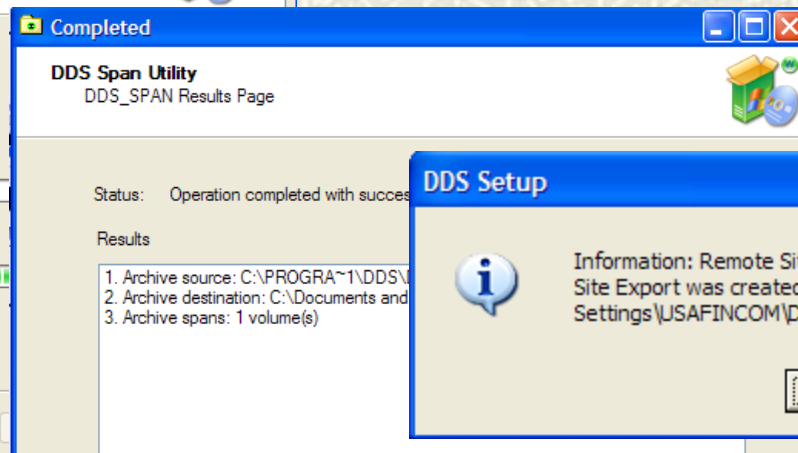 Completed
DDS Span Utility
DDS_SPAN Results Page
Status: Operation completed with succes
Results
1. Archive source: C:\PROGRA~1\DDS\
2. Archive destination: C:\Documents and
3. Archive spans: 1 volume(s)
DDS Setup
Information: Remote Si
Site Export was created
Settings\USAFINCOM\D